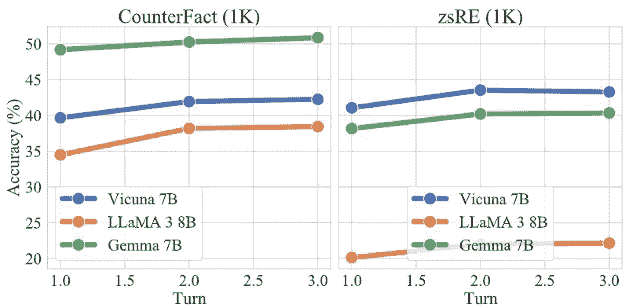 CounterFact (1K)
zsRE (1K)
Accuracy (%)
50
45
40
35
30
25
20
Vicuna 7B
LLaMA 3 8B
Gemma 7B
Vicuna 7B
LLaMA 3 8B
Gemma 7B
1.0 1.5 2.0 2.5 3.0
1.0 1.5 2.0 2.5 3.0
Turn
Turn